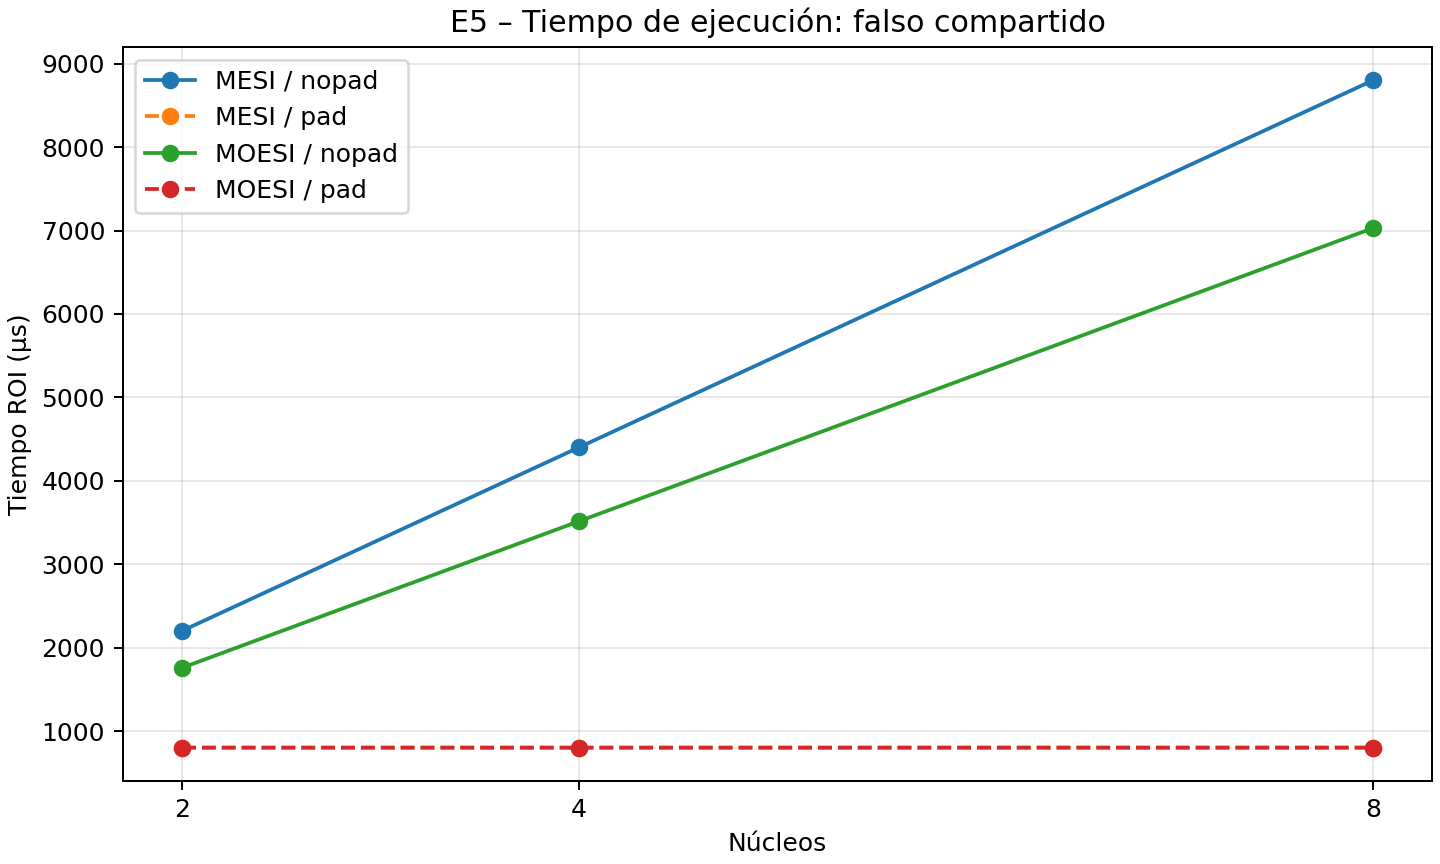 E5 – Tiempo de ejecución: falso compartido
MESI / nopad
MESI / pad
MOESI / nopad
MOESI / pad
Tiempo ROI (µs)
9000
8000
7000
6000
5000
4000
3000
2000
1000
2 4 8
Núcleos